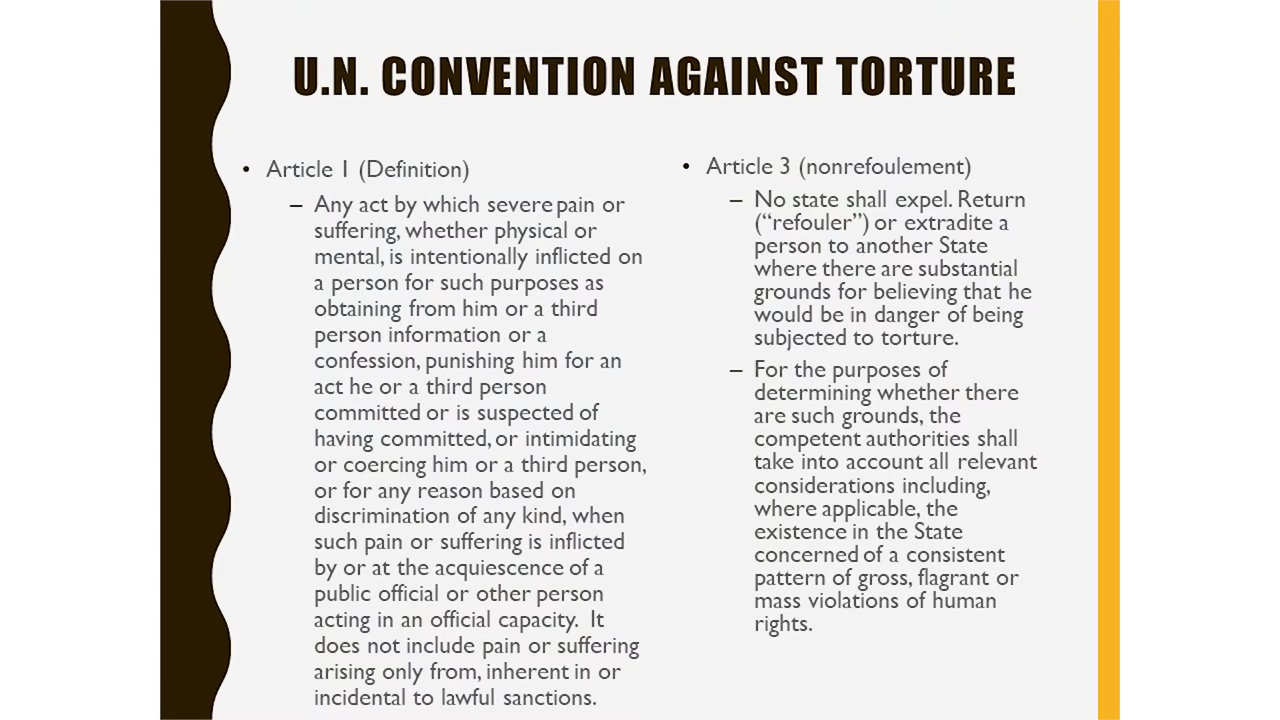 U.N. CONVENTION AGAINST TORTURE
• Article 1 (Definition)
– Any act by which severe pain or
suffering, whether physical or
mental, is intentionally inflicted on
a person for such purposes as
obtaining from him or a third
person information or a
confession, punishing him for an
act he or a third person
committed or is suspected of
having committed, or intimidating
or coercing him or a third person,
or for any reason based on
discrimination of any kind, when
such pain or suffering is inflicted
by or at the acquiescence of a
public official or other person
acting in an official capacity. It
does not include pain or suffering
arising only from, inherent in or
incidental to lawful sanctions.
• Article 3 (nonrefoulement)
– No state shall expel. Return
(“refouler”) or extradite a
person to another State
where there are substantial
grounds for believing that he
would be in danger of being
subjected to torture.
– For the purposes of
determining whether there
are such grounds, the
competent authorities shall
take into account all relevant
considerations including,
where applicable, the
existence in the State
concerned of a consistent
pattern of gross, flagrant or
mass violations of human
rights.